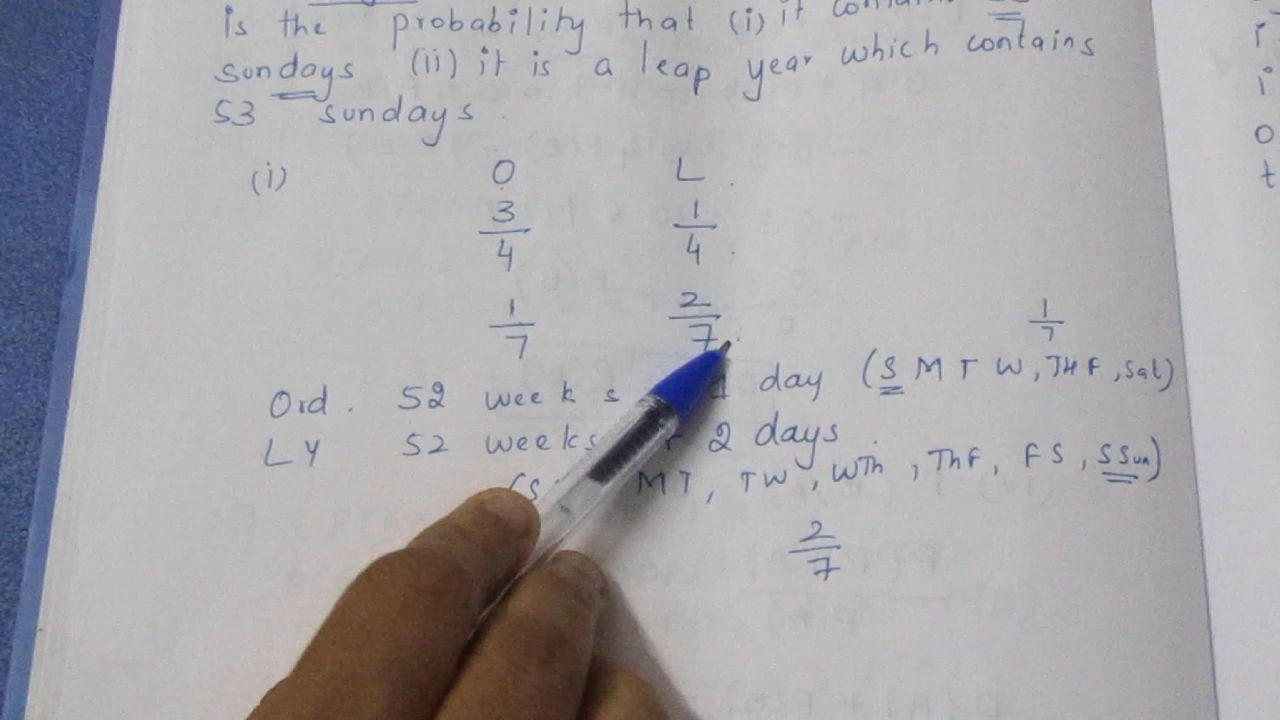 is the probability that (i) it
sundays (ii) it is a leap year which contains
53 sundays
(i) O L
3/4 1/4
1/7 2/7 1/7
Ord. 52 weeks 1 day (S M T W, TH F, Sat)
LY 52 weeks 2 days
(S MT, TW, WTh, ThF, FS, SSun)
2/7
r
i
o
t